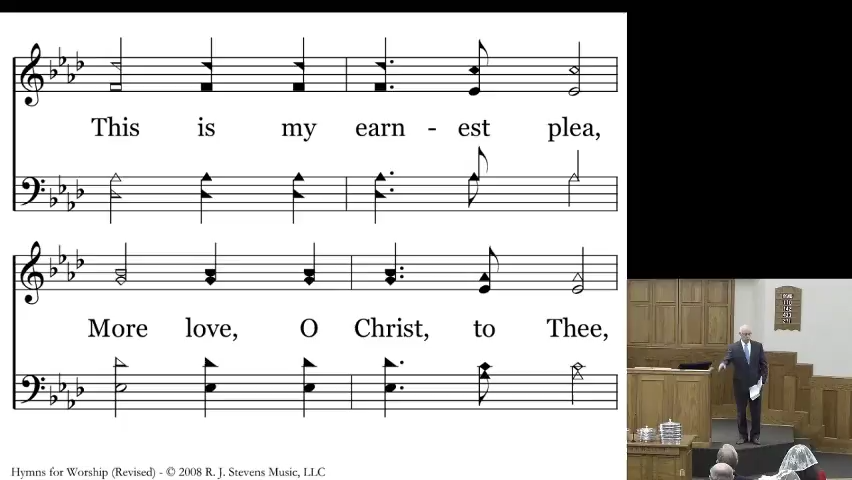 This is my earn - est plea,
More love, O Christ, to Thee,
Hymns for Worship (Revised) - © 2008 R. J. Stevens Music, LLC